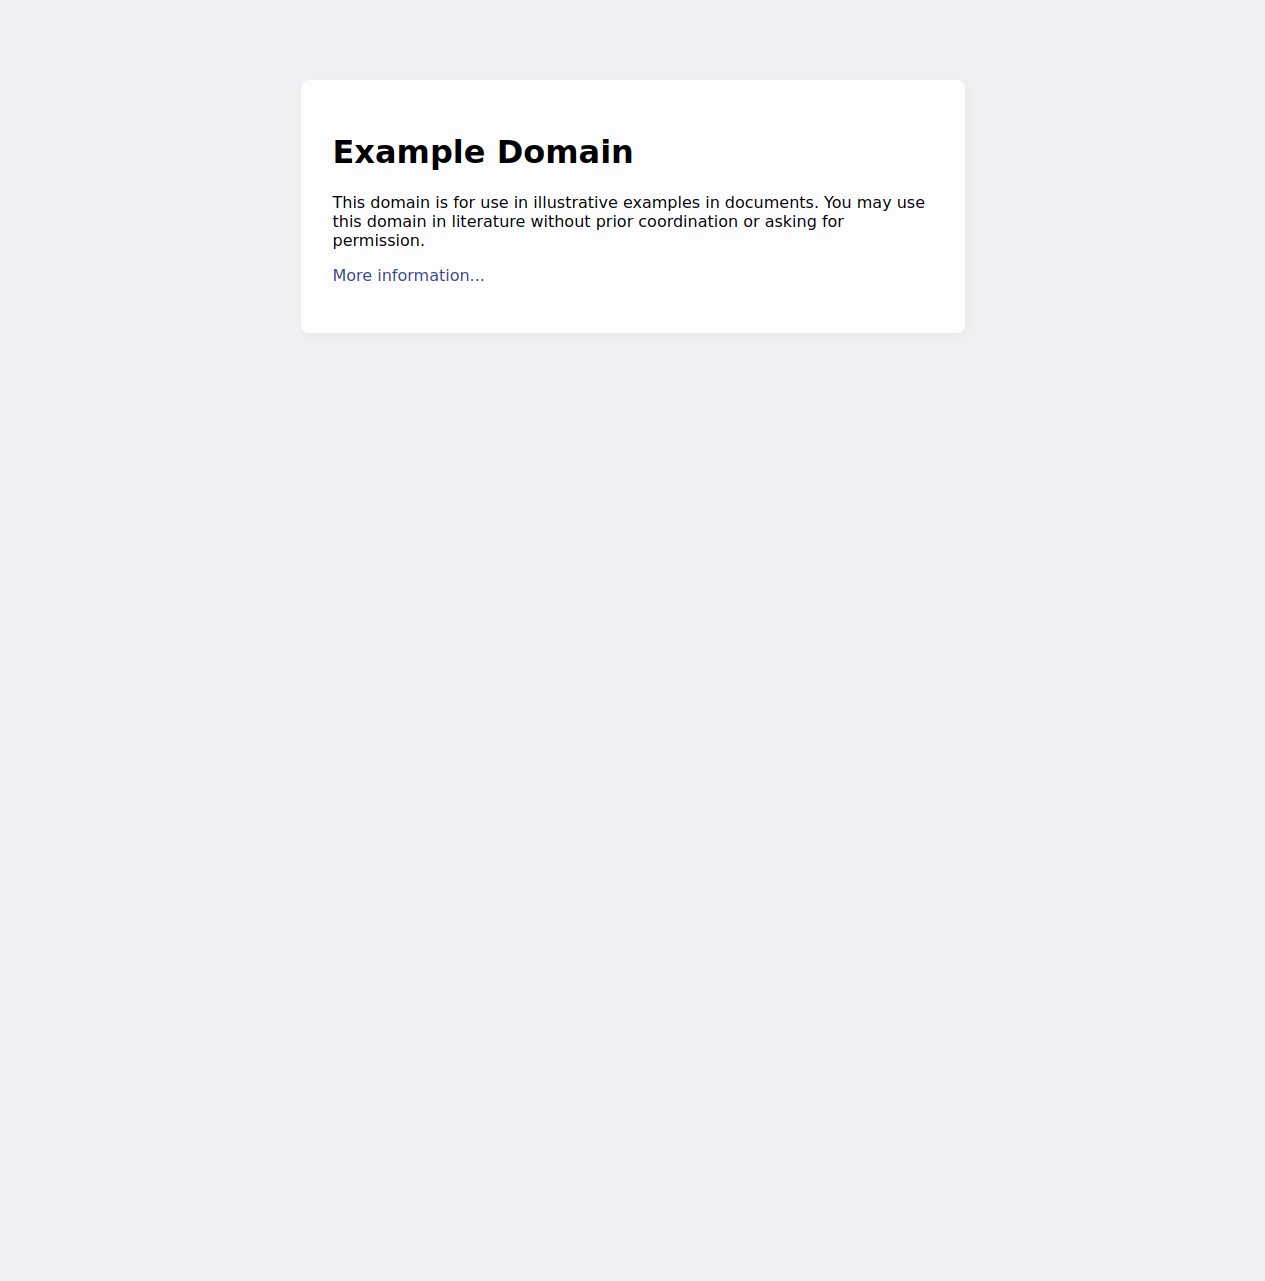 Example Domain
This domain is for use in illustrative examples in documents. You may use
this domain in literature without prior coordination or asking for
permission.
More information...